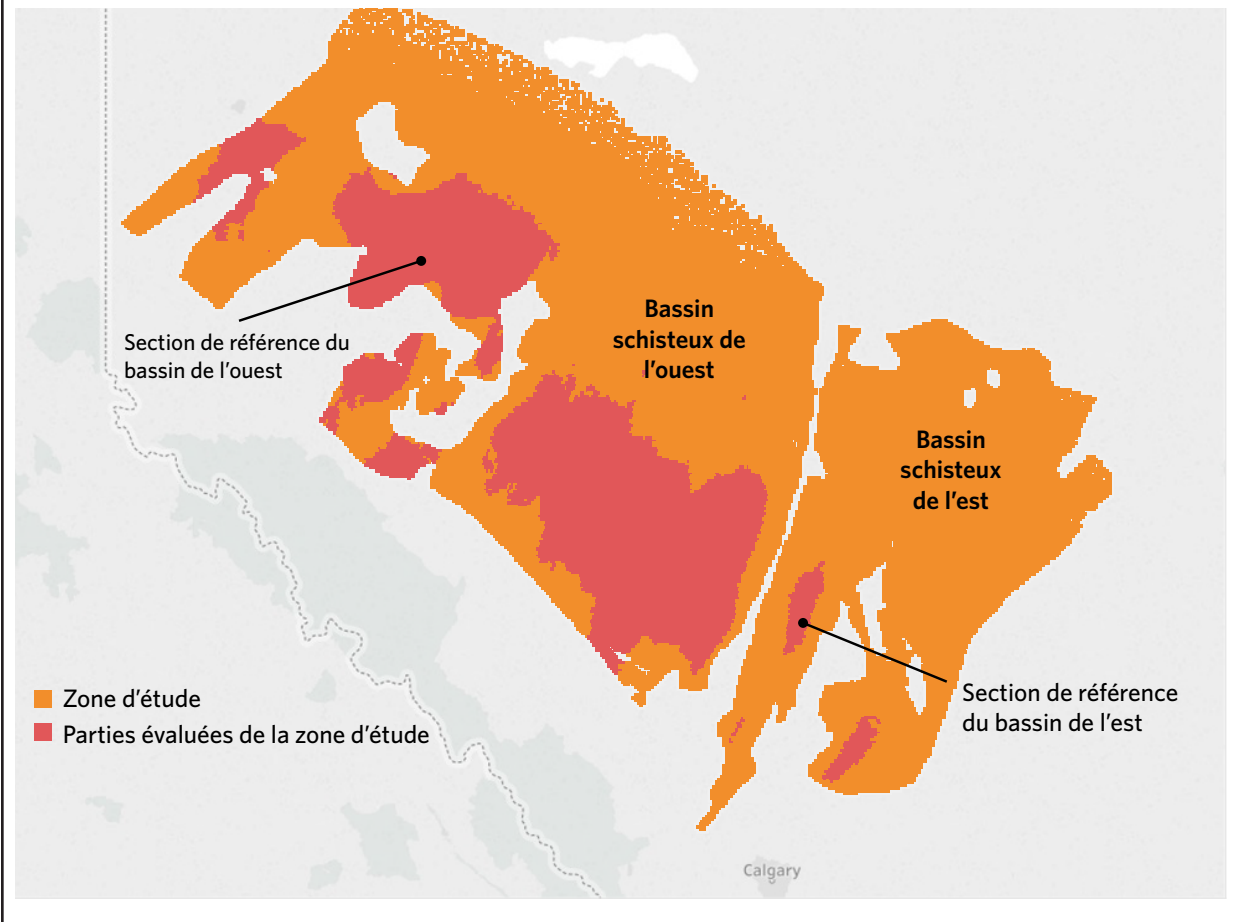 Bassin
schisteux de
l'ouest
Section de référence du
bassin de l'ouest
Bassin
schisteux
de l'est
Zone d'étude
Parties évaluées de la zone d'étude
Section de référence
du bassin de l'est
Calgary